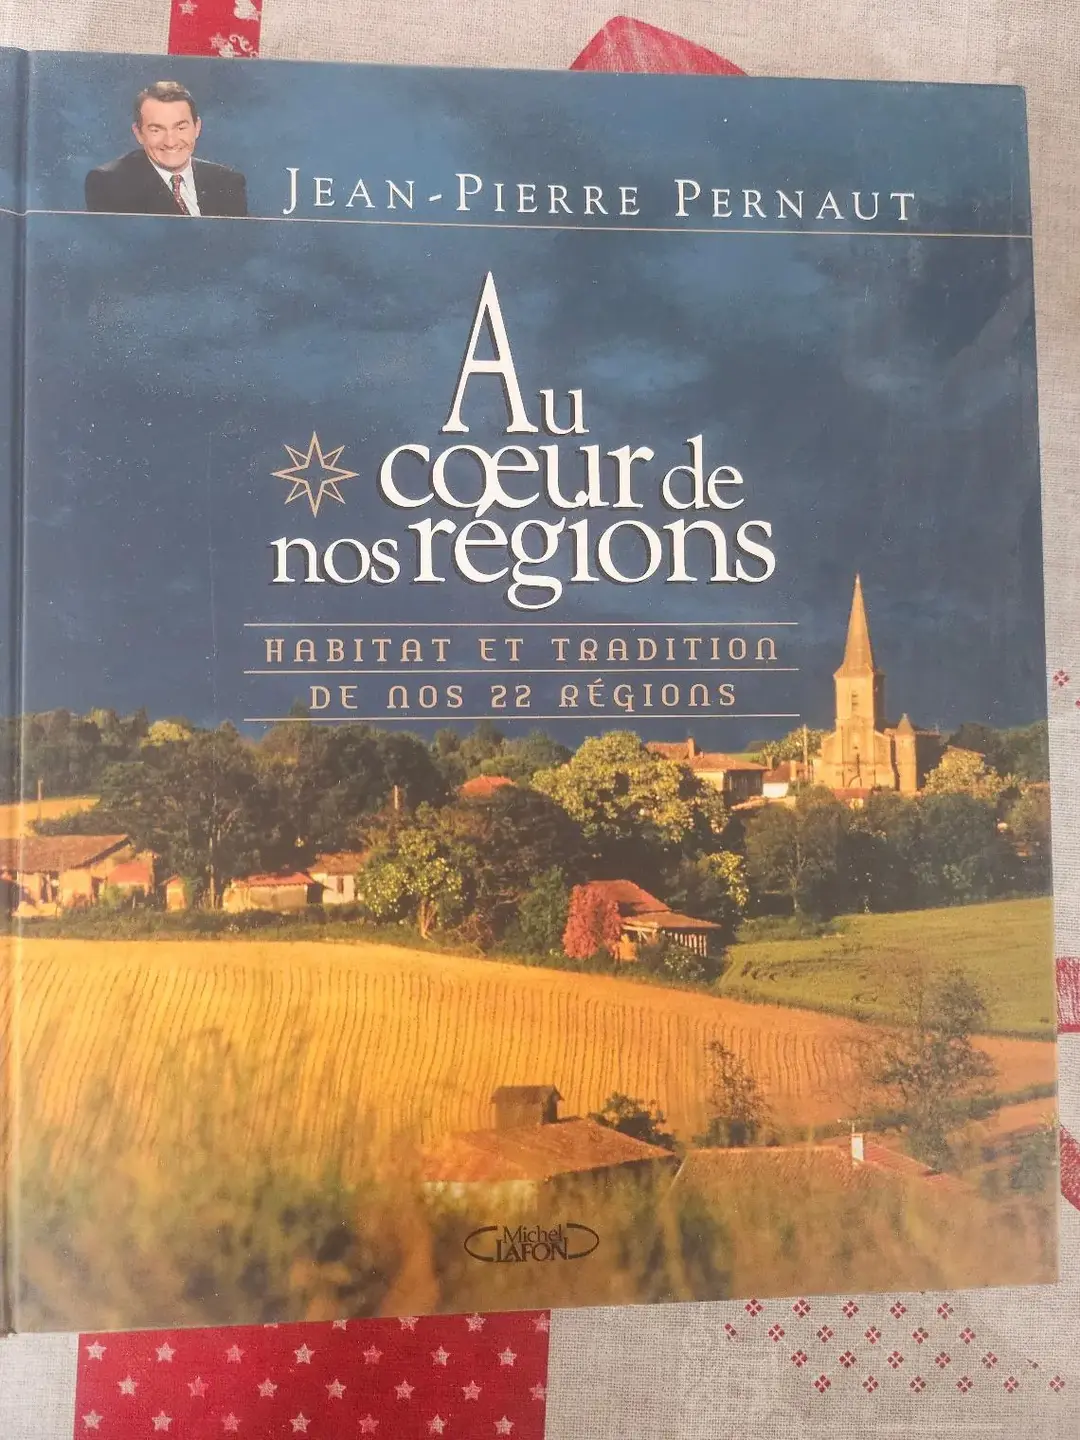 JEAN-PIERRE PERNAUT
Au
cœur de
nos régions
HABITAT ET TRADITION
DE NOS 22 RÉGIONS
Michel
LAFON